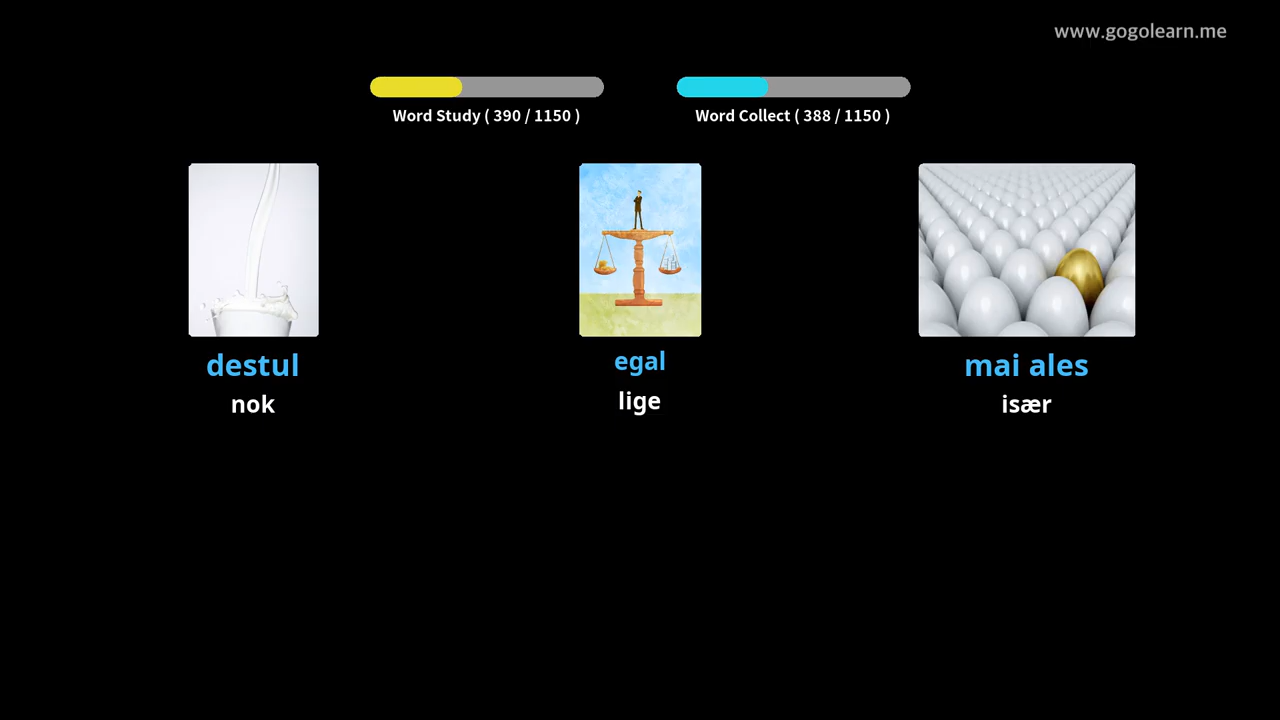 www.gogolearn.me
Word Study ( 390 / 1150 )
Word Collect ( 388 / 1150 )
destul
nok
egal
lige
mai ales
især